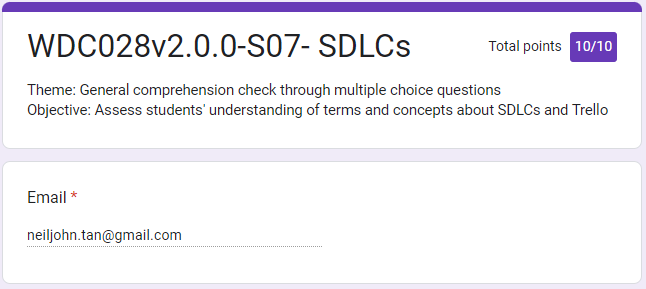 WDC028v2.0.0-S07- SDLCs
Total points 10/10
Theme: General comprehension check through multiple choice questions
Objective: Assess students' understanding of terms and concepts about SDLCs and Trello
Email *
neiljohn.tan@gmail.com